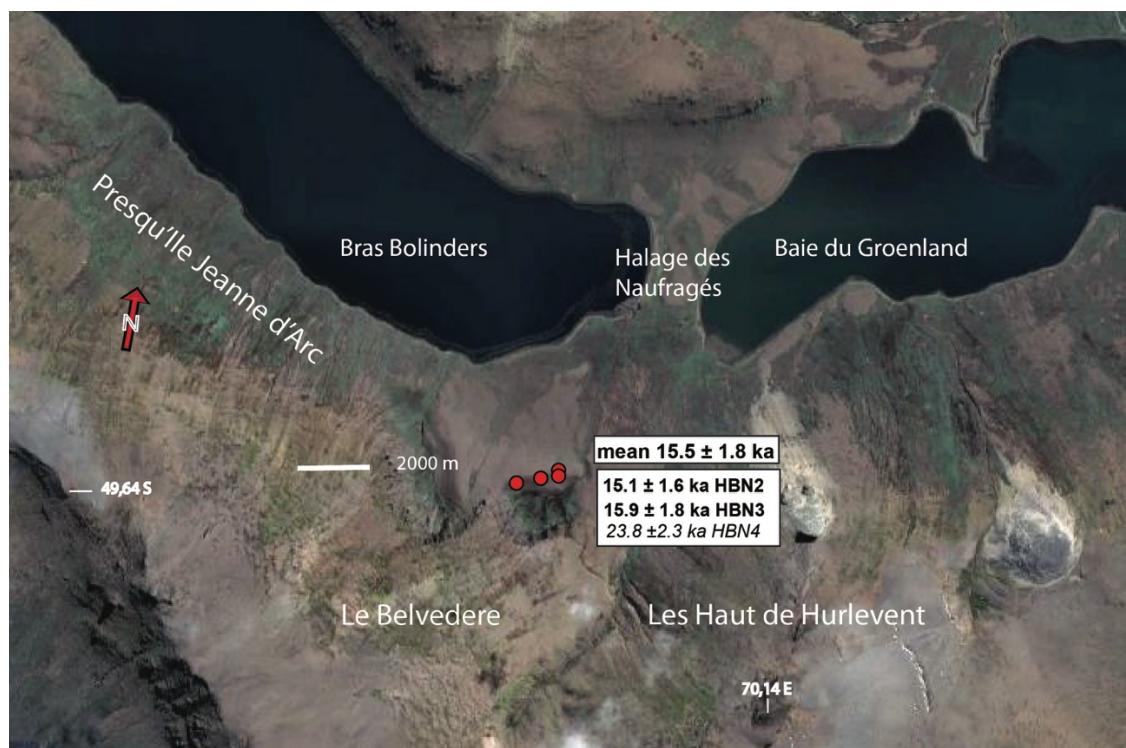 Presqu'Ile Jeanne d'Arc
Bras Bolinders
Halage des
Naufragés
Baie du Groenland
N
2000 m
mean 15.5 ± 1.8 ka
49,64 S
15.1 ± 1.6 ka HBN2
15.9 ± 1.8 ka HBN3
23.8 ±2.3 ka HBN4
Le Belvedere
Les Haut de Hurlevent
70,14 E